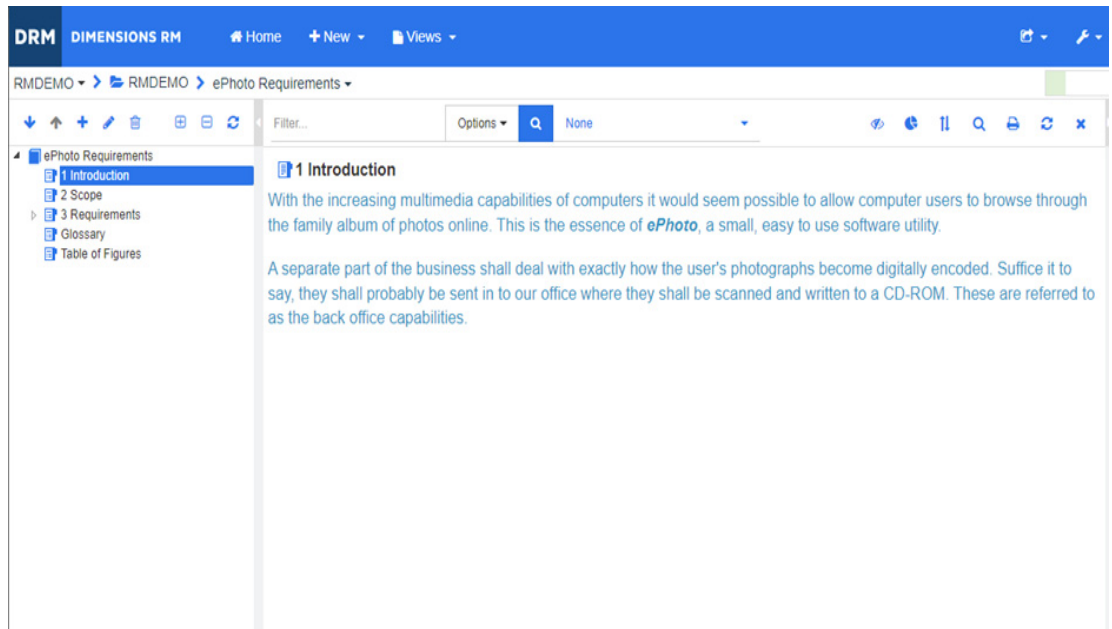 DRM DIMENSIONS RM Home New Views
RMDEMO RMDEMO ePhoto Requirements
Filter... Options None
ePhoto Requirements
1 Introduction
2 Scope
3 Requirements
Glossary
Table of Figures
1 Introduction
With the increasing multimedia capabilities of computers it would seem possible to allow computer users to browse through
the family album of photos online. This is the essence of ePhoto, a small, easy to use software utility.
A separate part of the business shall deal with exactly how the user's photographs become digitally encoded. Suffice it to
say, they shall probably be sent in to our office where they shall be scanned and written to a CD-ROM. These are referred to
as the back office capabilities.